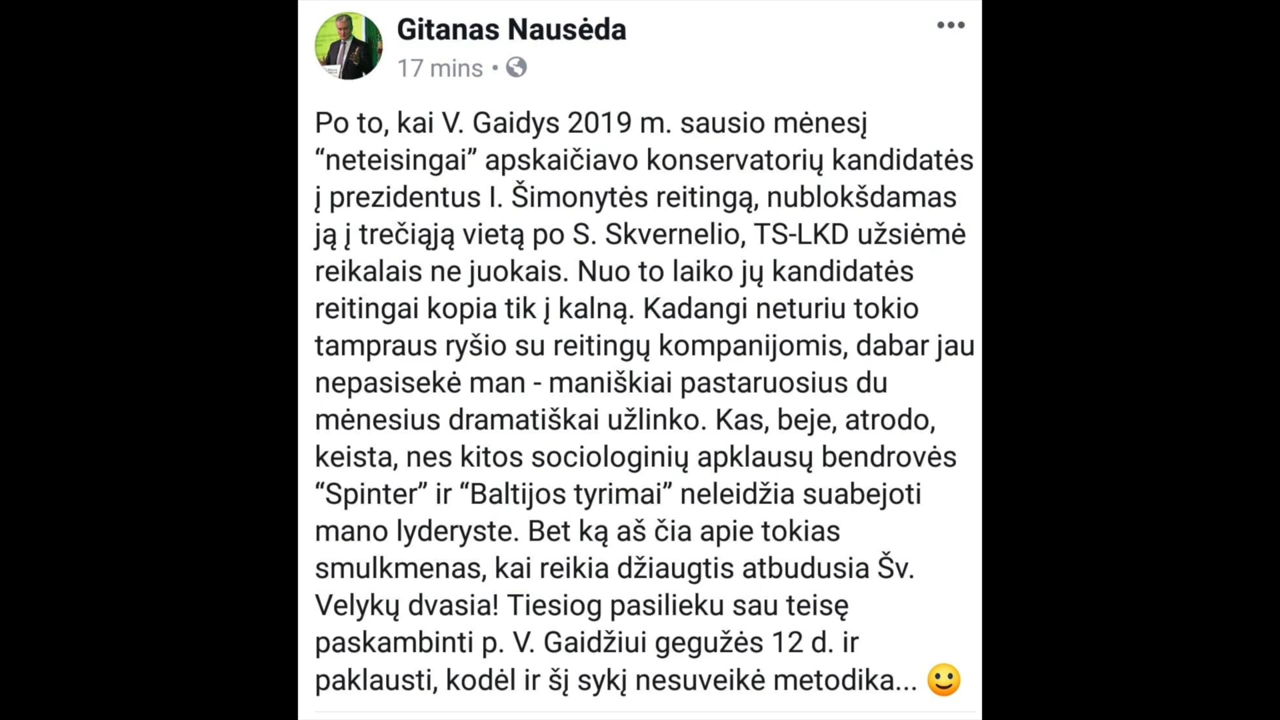 Gitanas Nausėda
17 mins •
Po to, kai V. Gaidys 2019 m. sausio mėnesį
“neteisingai” apskaičiavo konservatorių kandidatės
į prezidentus I. Šimonytės reitingą, nublokšdamas
ją į trečiąją vietą po S. Skvernelio, TS-LKD užsiėmė
reikalais ne juokais. Nuo to laiko jų kandidatės
reitingai kopia tik į kalną. Kadangi neturiu tokio
tampraus ryšio su reitingų kompanijomis, dabar jau
nepasisekė man - maniškiai pastaruosius du
mėnesius dramatiškai užlinko. Kas, beje, atrodo,
keista, nes kitos sociologinių apklausų bendrovės
“Spinter” ir “Baltijos tyrimai” neleidžia suabejoti
mano lyderyste. Bet ką aš čia apie tokias
smulkmenas, kai reikia džiaugtis atbudusia Šv.
Velykų dvasia! Tiesiog pasilieku sau teisę
paskambinti p. V. Gaidžiui gegužės 12 d. ir
paklausti, kodėl ir šį sykį nesuveikė metodika... 🙂